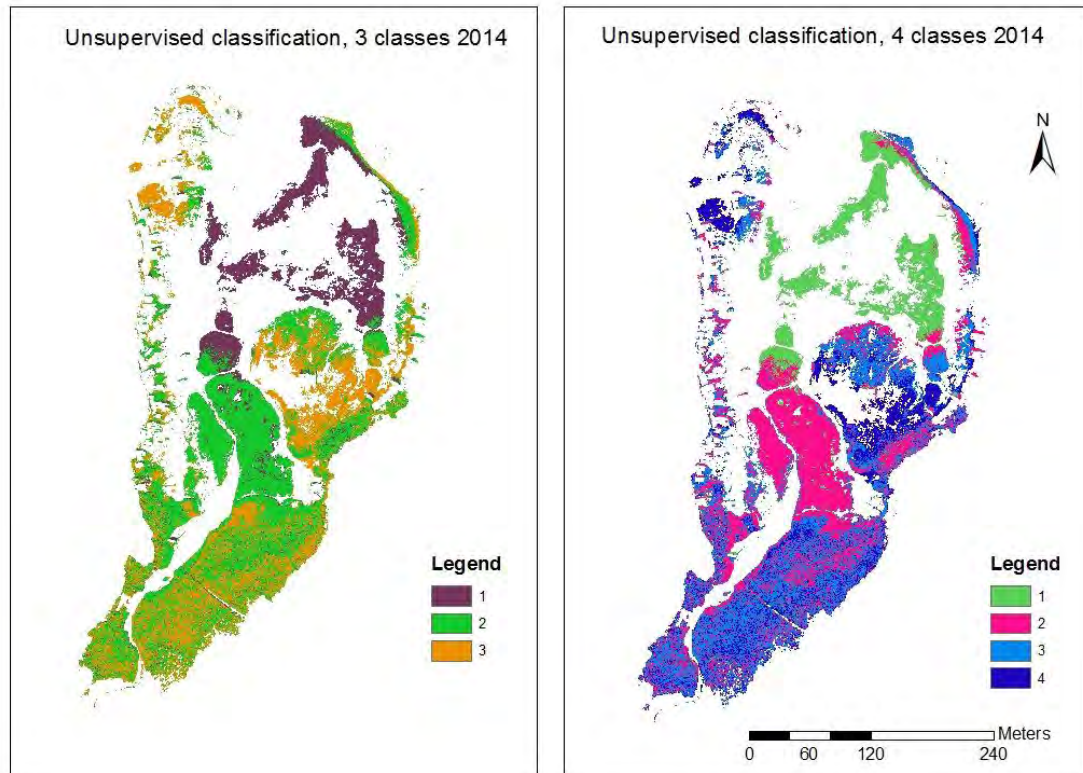 Unsupervised classification, 3 classes 2014
Legend
1
2
3
Unsupervised classification, 4 classes 2014
N
Legend
1
2
3
4
Meters
0 60 120 240